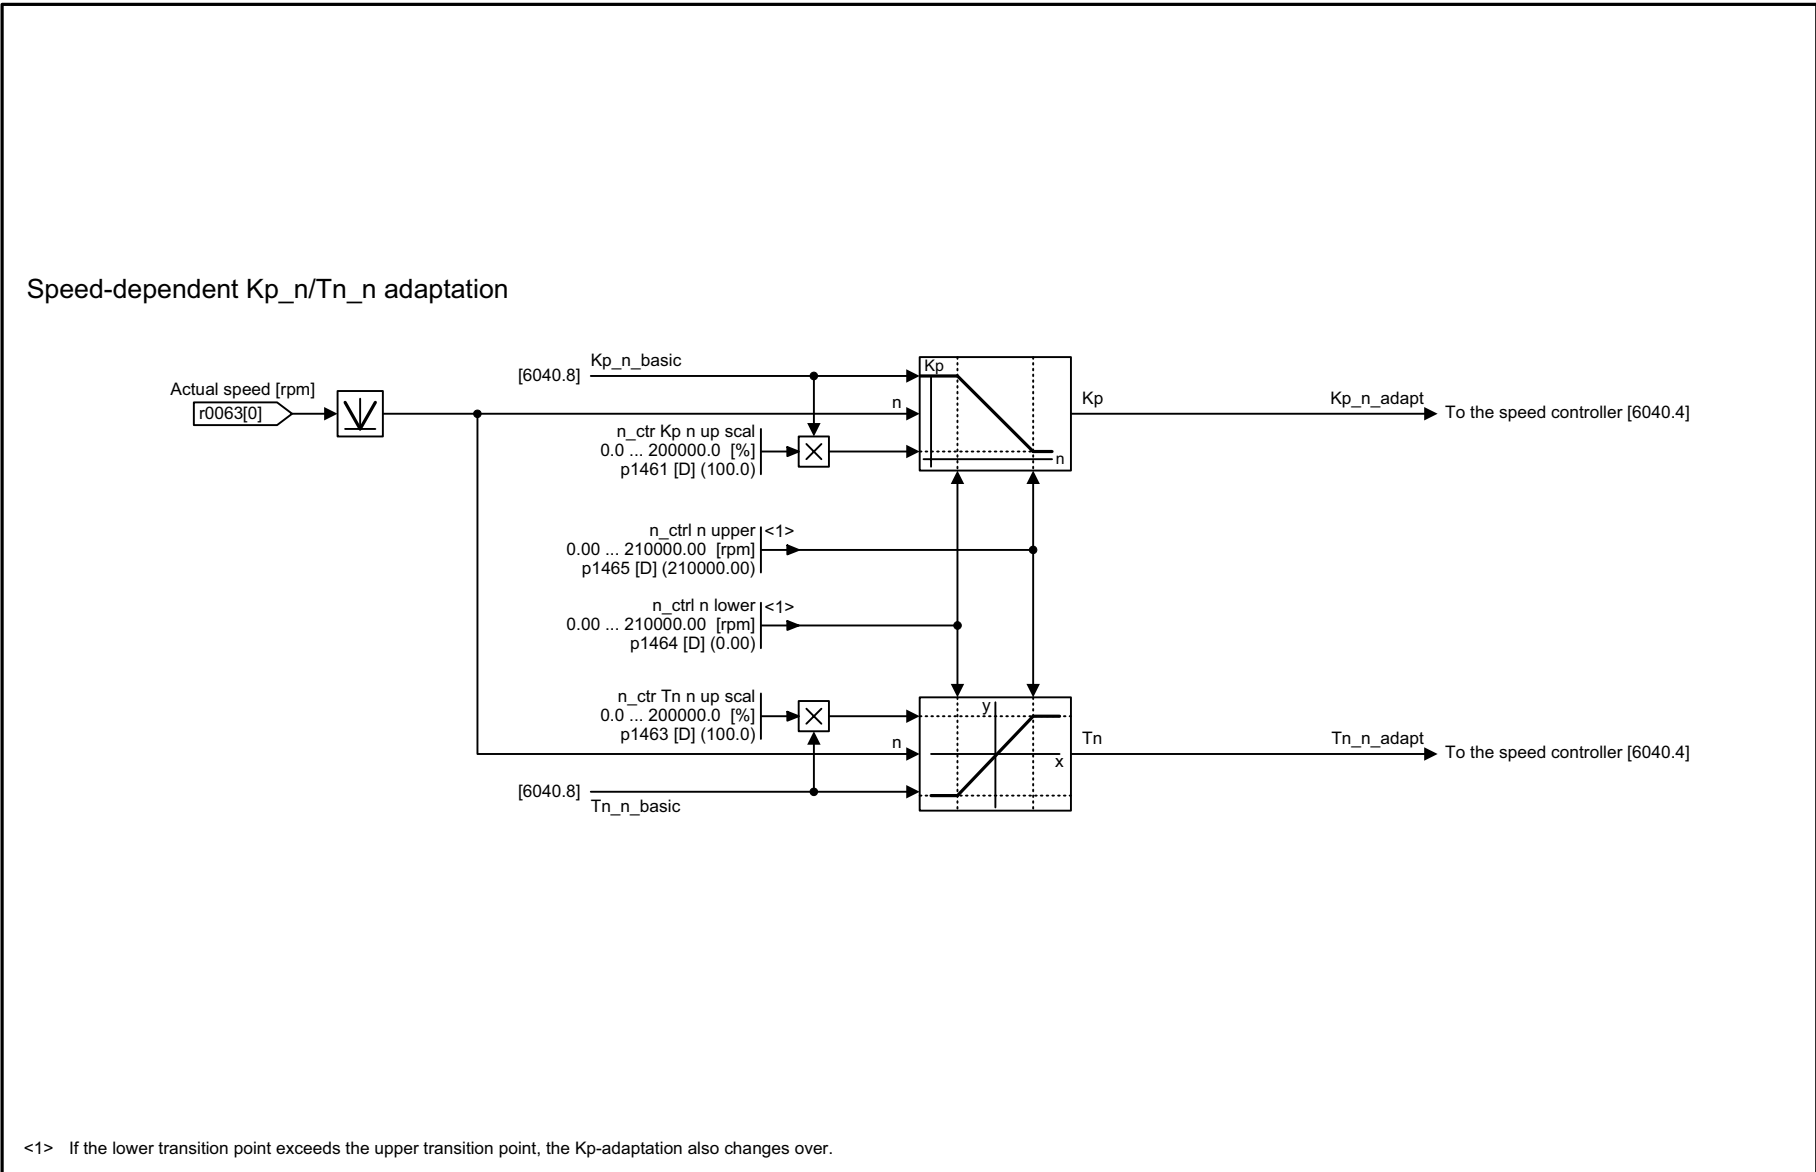 Speed-dependent Kp_n/Tn_n adaptation
Actual speed [rpm]
r0063[0]
[6040.8]
Kp_n_basic
n
n_ctr Kp n up scal
0.0 ... 200000.0 [%]
p1461 [D] (100.0)
Kp
n
Kp
Kp_n_adapt
To the speed controller [6040.4]
n_ctrl n upper
<1>
0.00 ... 210000.00 [rpm]
p1465 [D] (210000.00)
n_ctrl n lower
<1>
0.00 ... 210000.00 [rpm]
p1464 [D] (0.00)
n_ctr Tn n up scal
0.0 ... 200000.0 [%]
p1463 [D] (100.0)
n
[6040.8]
Tn_n_basic
y
x
Tn
Tn_n_adapt
To the speed controller [6040.4]
<1> If the lower transition point exceeds the upper transition point, the Kp-adaptation also changes over.